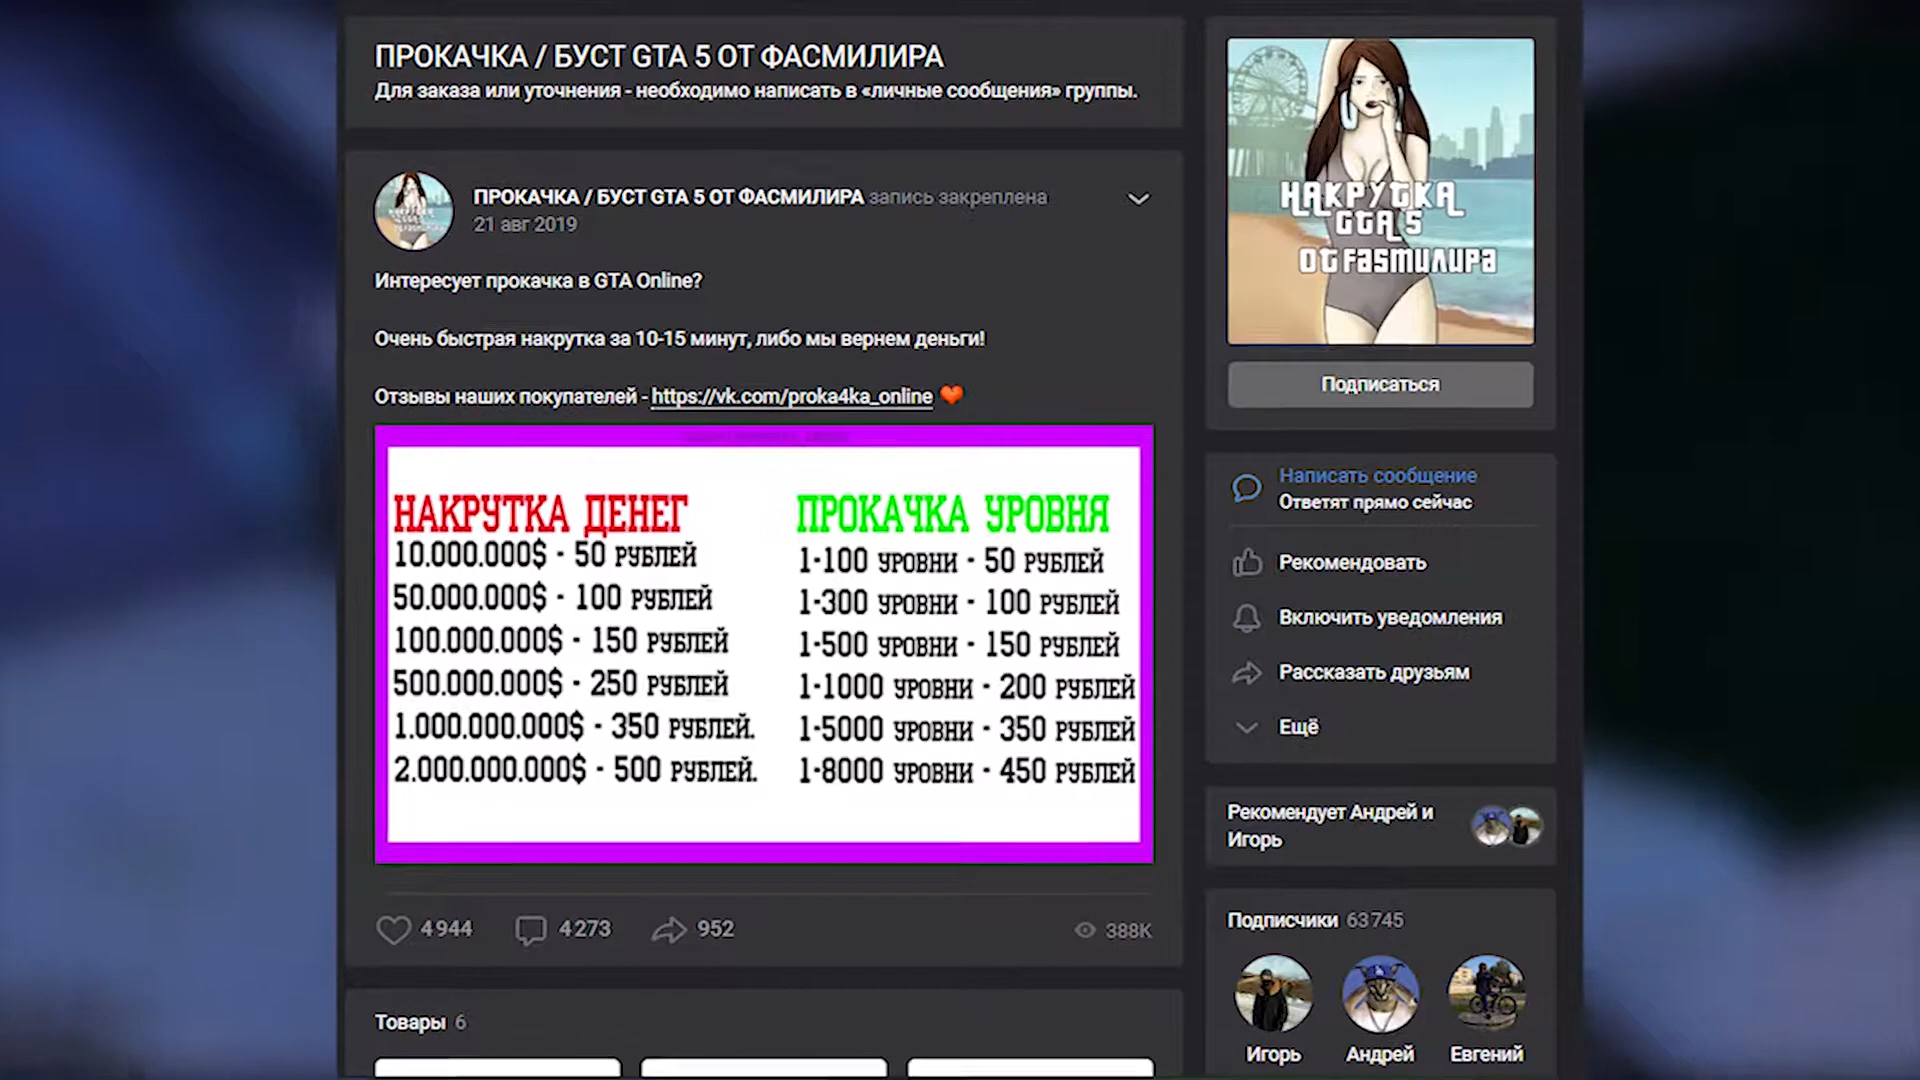 ПРОКАЧКА / БУСТ GTA 5 ОТ ФАСМИЛИРА
Для заказа или уточнения - необходимо написать в «личные сообщения» группы.
ПРОКАЧКА / БУСТ GTA 5 ОТ ФАСМИЛИРА запись закреплена
21 авг 2019
Интересует прокачка в GTA Online?
Очень быстрая накрутка за 10-15 минут, либо мы вернем деньги!
Отзывы наших покупателей - https://vk.com/proka4ka_online
НАКРУТКА ДЕНЕГ
10.000.000$ - 50 РУБЛЕЙ
50.000.000$ - 100 РУБЛЕЙ
100.000.000$ - 150 РУБЛЕЙ
500.000.000$ - 250 РУБЛЕЙ
1.000.000.000$ - 350 РУБЛЕЙ.
2.000.000.000$ - 500 РУБЛЕЙ.
ПРОКАЧКА УРОВНЯ
1-100 УРОВНИ - 50 РУБЛЕЙ
1-300 УРОВНИ - 100 РУБЛЕЙ
1-500 УРОВНИ - 150 РУБЛЕЙ
1-1000 УРОВНИ - 200 РУБЛЕЙ
1-5000 УРОВНИ - 350 РУБЛЕЙ
1-8000 УРОВНИ - 450 РУБЛЕЙ
4 944
4 273
952
388K
Товары 6
НАКРУТКА
GTA 5
ОТ FASMИЛИРА
Подписаться
Написать сообщение
Ответят прямо сейчас
Рекомендовать
Включить уведомления
Рассказать друзьям
Ещё
Рекомендует Андрей и
Игорь
Подписчики 63 745
Игорь
Андрей
Евгений